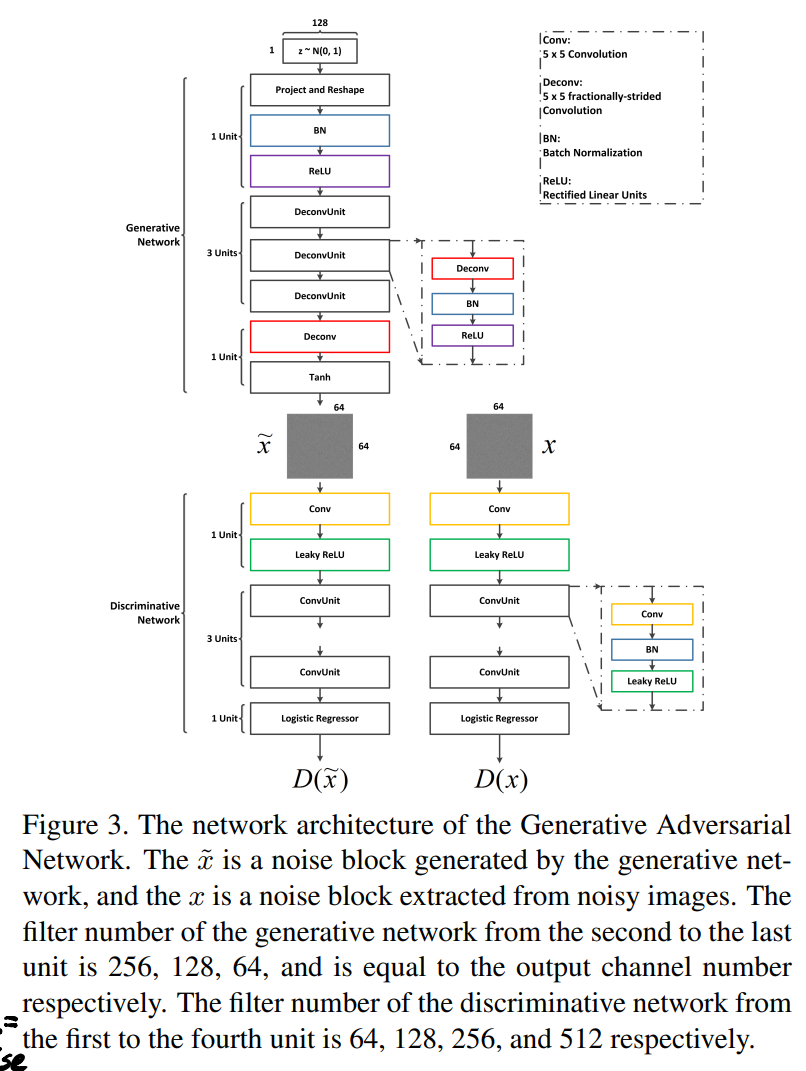 128
1
z ~ N(0, 1)
Generative
Network
1 Unit
Project and Reshape
BN
ReLU
3 Units
DeconvUnit
DeconvUnit
DeconvUnit
1 Unit
Deconv
Tanh
Deconv
BN
ReLU
Conv:
5 x 5 Convolution
Deconv:
5 x 5 fractionally-strided
Convolution
BN:
Batch Normalization
ReLU:
Rectified Linear Units
64
x̃
64
64
64
x
Discriminative
Network
1 Unit
Conv
Leaky ReLU
3 Units
ConvUnit
ConvUnit
1 Unit
Logistic Regressor
D(x̃)
Conv
Leaky ReLU
ConvUnit
ConvUnit
Logistic Regressor
D(x)
Conv
BN
Leaky ReLU
Figure 3. The network architecture of the Generative Adversarial
Network. The x̃ is a noise block generated by the generative net-
work, and the x is a noise block extracted from noisy images. The
filter number of the generative network from the second to the last
unit is 256, 128, 64, and is equal to the output channel number
respectively. The filter number of the discriminative network from
the first to the fourth unit is 64, 128, 256, and 512 respectively.